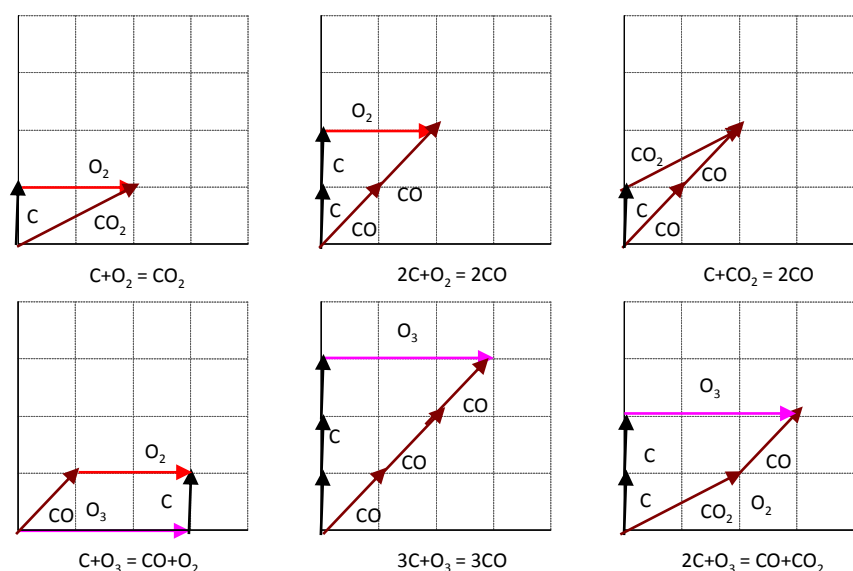 O₂
C
CO₂
C+O₂ = CO₂
O₂
C
CO
C
CO
2C+O₂ = 2CO
CO₂
CO
C
CO
C+CO₂ = 2CO
O₂
C
CO
O₃
C+O₃ = CO+O₂
O₃
CO
C
CO
CO
3C+O₃ = 3CO
O₃
C
CO
C
CO₂
O₂
2C+O₃ = CO+CO₂